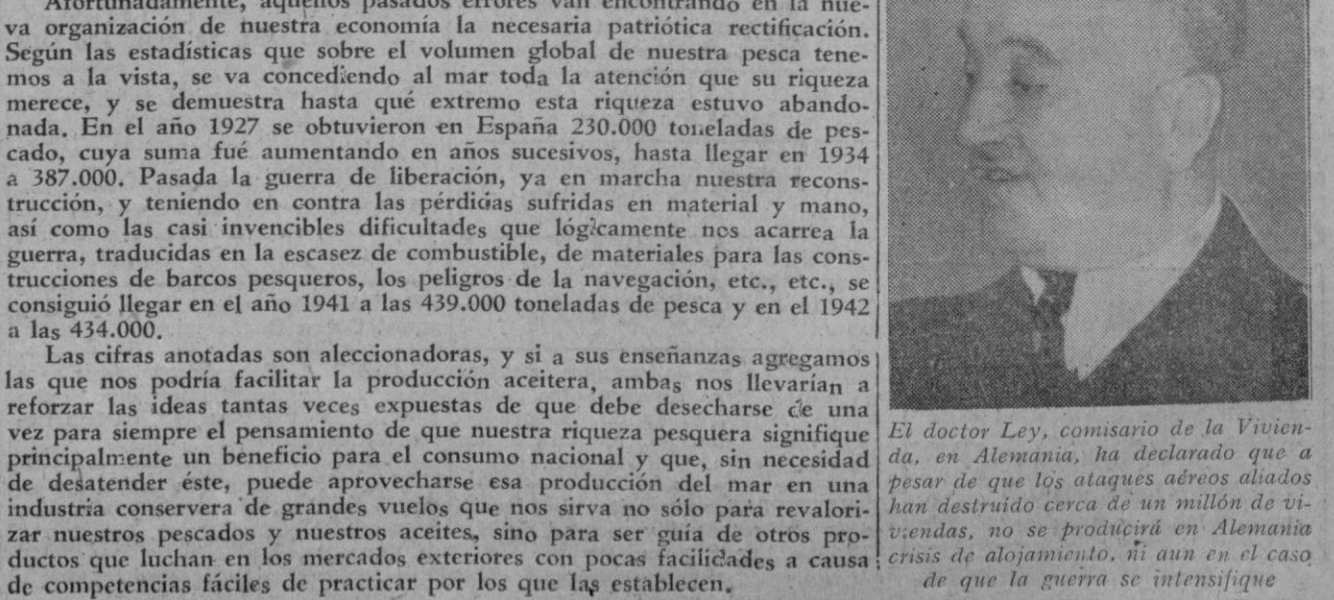 Afortunadamente, aquellos pasados errores van encontrando en la nue-
va organización de nuestra economía la necesaria patriótica rectificación.
Según las estadísticas que sobre el volumen global de nuestra pesca tene-
mos a la vista, se va concediendo al mar toda la atención que su riqueza
merece, y se demuestra hasta qué extremo esta riqueza estuvo abando-
nada. En el año 1927 se obtuvieron en España 230.000 toneladas de pes-
cado, cuya suma fué aumentando en años sucesivos, hasta llegar en 1934
a 387.000. Pasada la guerra de liberación, ya en marcha nuestra recons-
trucción, y teniendo en contra las pérdidas sufridas en material y mano,
así como las casi invencibles dificultades que lógicamente nos acarrea la
guerra, traducidas en la escasez de combustible, de materiales para las cons-
trucciones de barcos pesqueros, los peligros de la navegación, etc., etc., se
consiguió llegar en el año 1941 a las 439.000 toneladas de pesca y en el 1942
a las 434.000.
Las cifras anotadas son aleccionadoras, y si a sus enseñanzas agregamos
las que nos podría facilitar la producción aceitera, ambas nos llevarían a
reforzar las ideas tantas veces expuestas de que debe desecharse de una
vez para siempre el pensamiento de que nuestra riqueza pesquera signifique
principalmente un beneficio para el consumo nacional y que, sin necesidad
de desatender éste, puede aprovecharse esa producción del mar en una
industria conservera de grandes vuelos que nos sirva no sólo para revalori-
zar nuestros pescados y nuestros aceites, sino para ser guía de otros pro-
ductos que luchan en los mercados exteriores con pocas facilidades a causa
de competencias fáciles de practicar por los que las establecen.
El doctor Ley, comisario de la Vivien-
da, en Alemania, ha declarado que a
pesar de que los ataques aéreos aliados
han destruído cerca de un millón de vi-
viendas, no se producirá en Alemania
crisis de alojamiento, ni aun en el caso
de que la guerra se intensifique